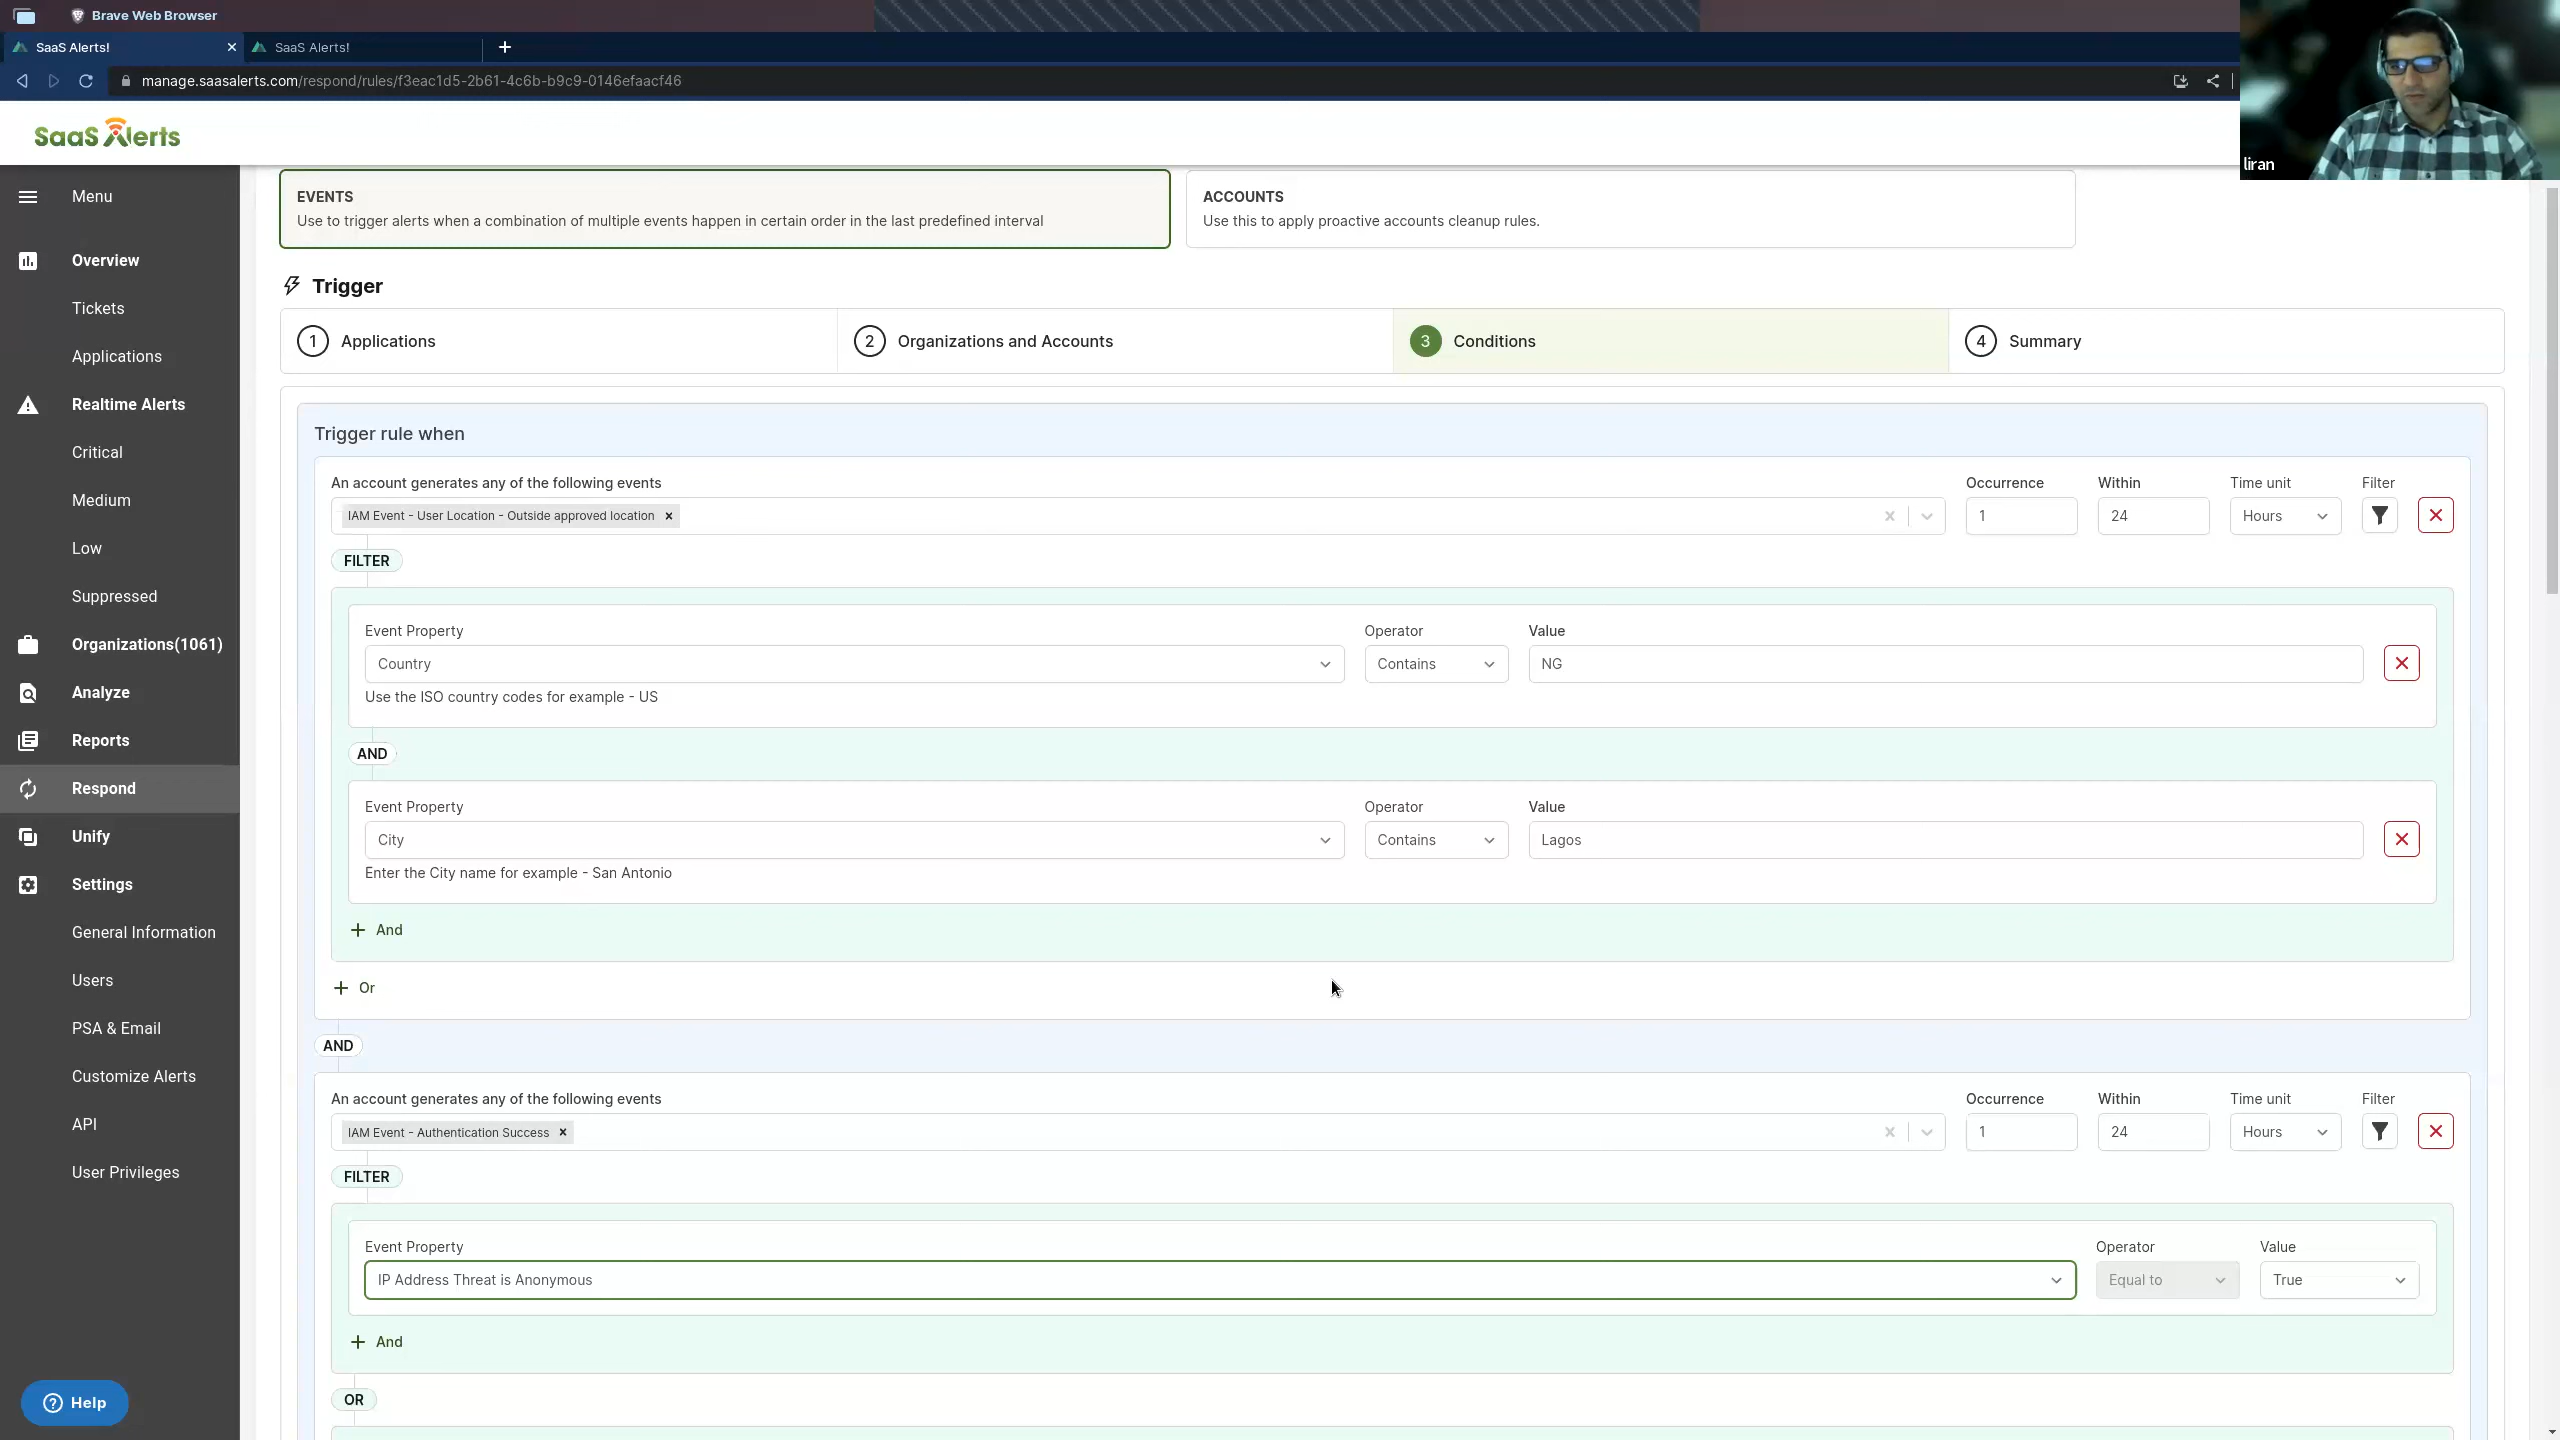 Brave Web Browser
SaaS Alerts!
SaaS Alerts!
manage.saasalerts.com/respond/rules/f3eac1d5-2b61-4c6b-b9c9-0146efaacf46
liran
SaaS Alerts
Menu
Overview
Tickets
Applications
Realtime Alerts
Critical
Medium
Low
Suppressed
Organizations(1061)
Analyze
Reports
Respond
Unify
Settings
General Information
Users
PSA & Email
Customize Alerts
API
User Privileges
Help
EVENTS
Use to trigger alerts when a combination of multiple events happen in certain order in the last predefined interval
ACCOUNTS
Use this to apply proactive accounts cleanup rules.
Trigger
1 Applications
2 Organizations and Accounts
3 Conditions
4 Summary
Trigger rule when
An account generates any of the following events
Occurrence
Within
Time unit
Filter
IAM Event - User Location - Outside approved location
1
24
Hours
FILTER
Event Property
Operator
Value
Country
Contains
NG
Use the ISO country codes for example - US
AND
Event Property
Operator
Value
City
Contains
Lagos
Enter the City name for example - San Antonio
+ And
+ Or
AND
An account generates any of the following events
Occurrence
Within
Time unit
Filter
IAM Event - Authentication Success
1
24
Hours
FILTER
Event Property
Operator
Value
IP Address Threat is Anonymous
Equal to
True
+ And
OR